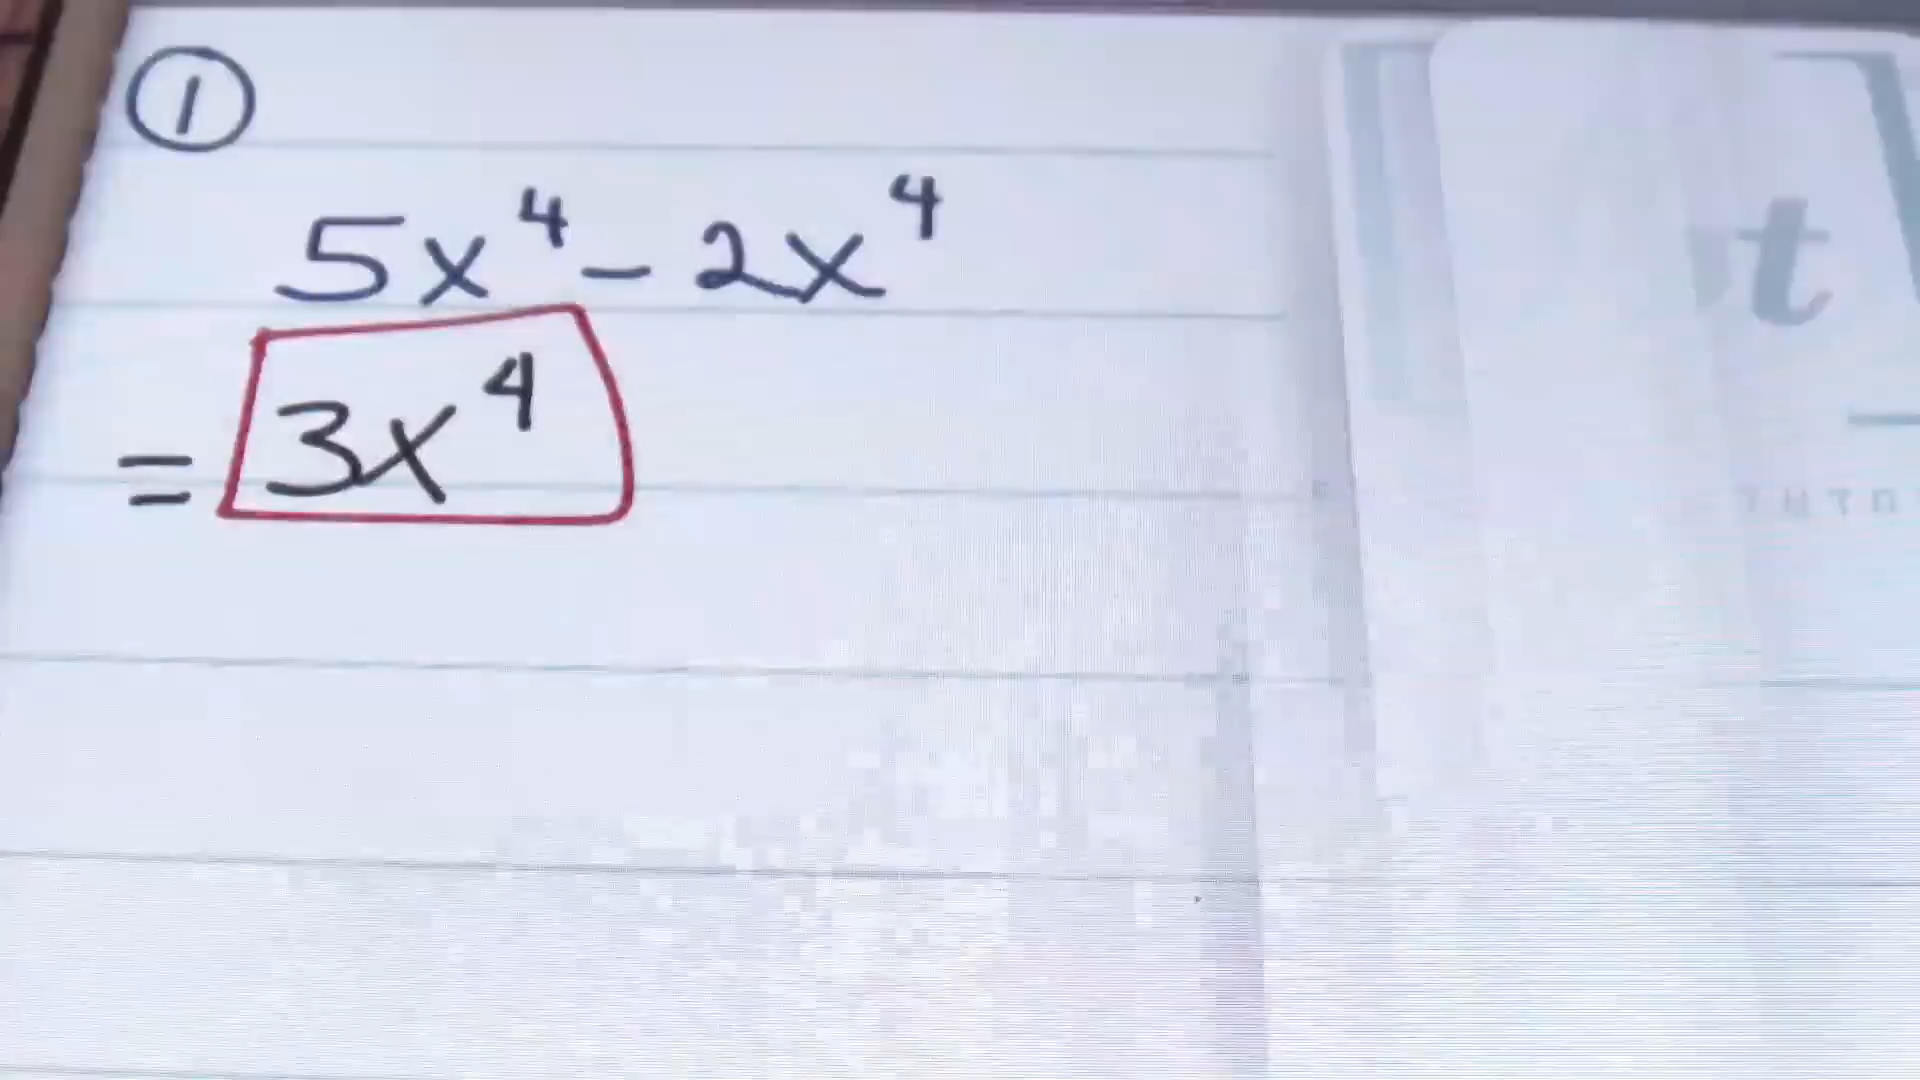 ①
5x⁴ - 2x⁴
= 3x⁴
t